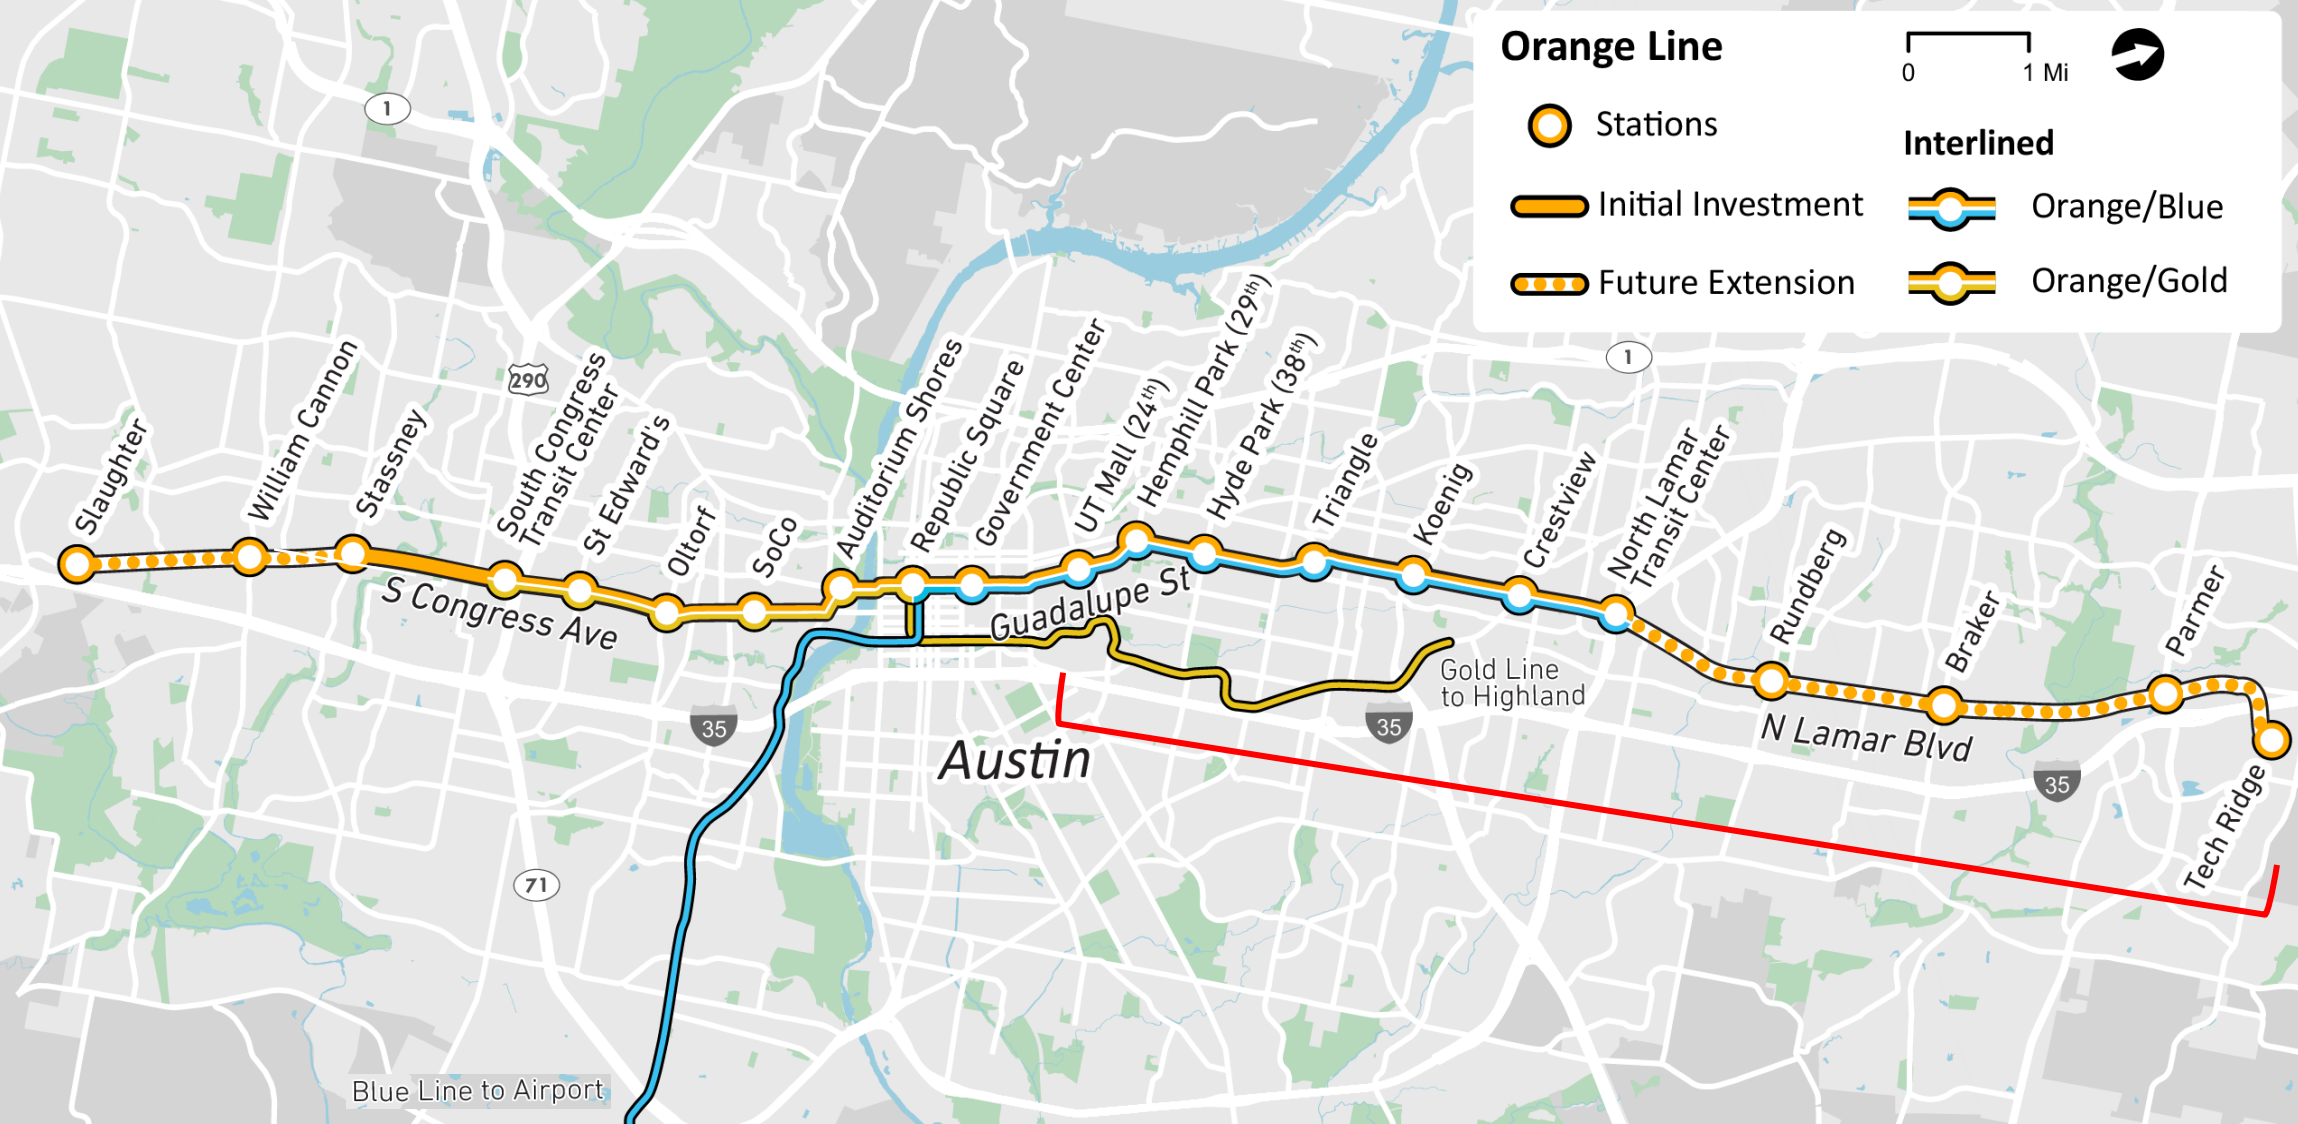 Orange Line
0 1 Mi
Stations
Initial Investment
Future Extension
Interlined
Orange/Blue
Orange/Gold
1
1
290
Slaughter
William Cannon
Stassney
South Congress
Transit Center
St Edward's
Oltorf
SoCo
Auditorium Shores
Republic Square
Government Center
UT Mall (24th)
Hemphill Park (29th)
Hyde Park (38th)
Triangle
Koenig
Crestview
North Lamar
Transit Center
Rundberg
Braker
Parmer
Tech Ridge
S Congress Ave
Guadalupe St
N Lamar Blvd
Gold Line
to Highland
35
35
35
Austin
71
Blue Line to Airport